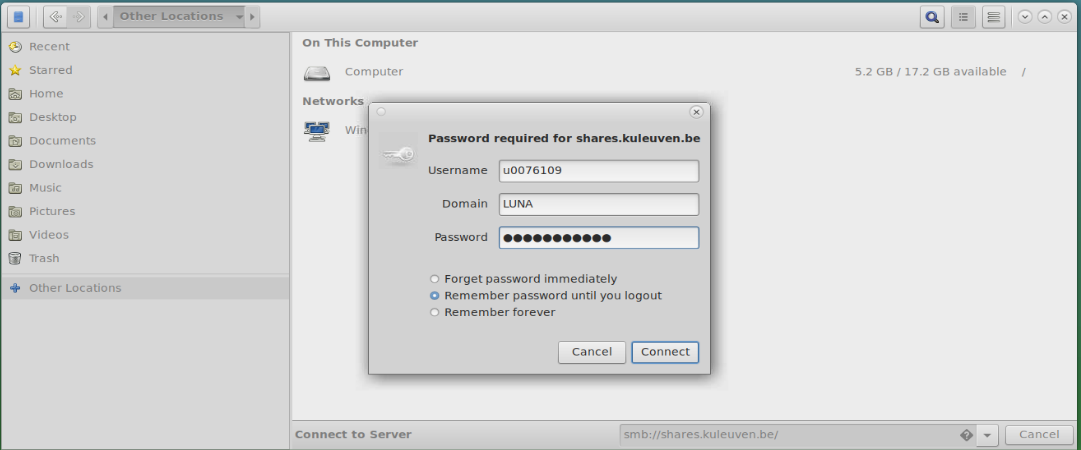 Other Locations
Recent
Starred
Home
Desktop
Documents
Downloads
Music
Pictures
Videos
Trash
Other Locations
On This Computer
Computer 5.2 GB / 17.2 GB available /
Networks
Password required for shares.kuleuven.be
Username u0076109
Domain LUNA
Password ●●●●●●●●●●●
Forget password immediately
Remember password until you logout
Remember forever
Cancel Connect
Connect to Server smb://shares.kuleuven.be/ Cancel